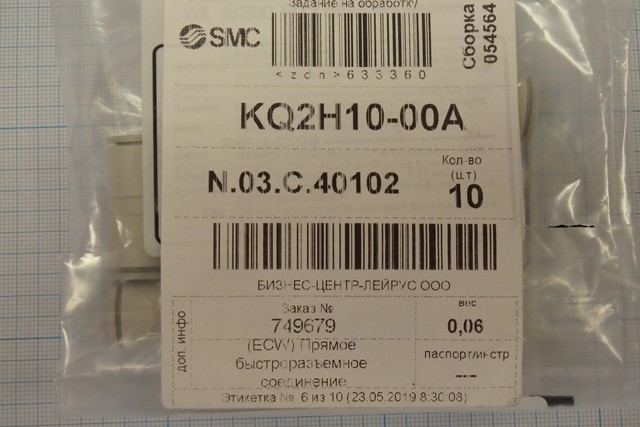 Задание на обработку
SMC
<zdn>633360
Сборка
054564
KQ2H10-00A
N.03.C.40102
Кол-во
(шт)
10
БИЗНЕС-ЦЕНТР-ЛЕЙРУС ООО
доп. инфо
Заказ №
749679
вес
0,06
(ECW) Прямое
быстроразъемное
соединение
паспорт/инстр
---
Этикетка № 6 из 10 (23.05.2019 8:30:08)